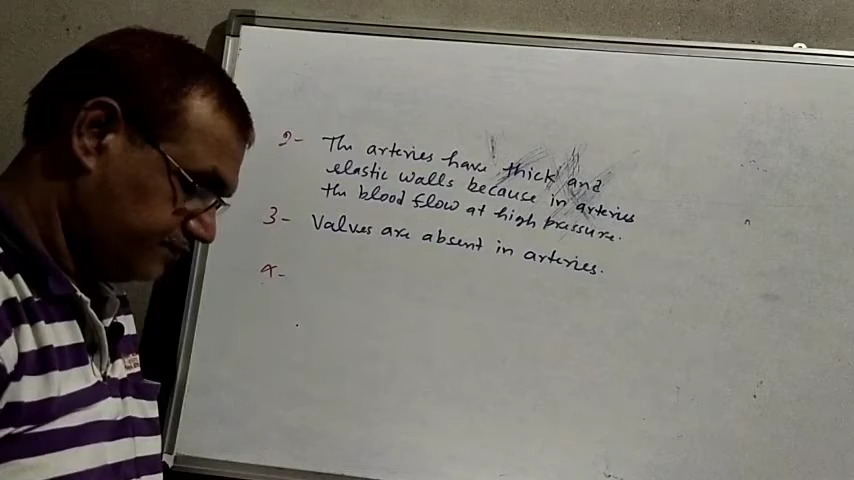 2- The arteries have thick and
elastic walls because in arteries
the blood flow at high pressure.
3- Valves are absent in arteries.
4-